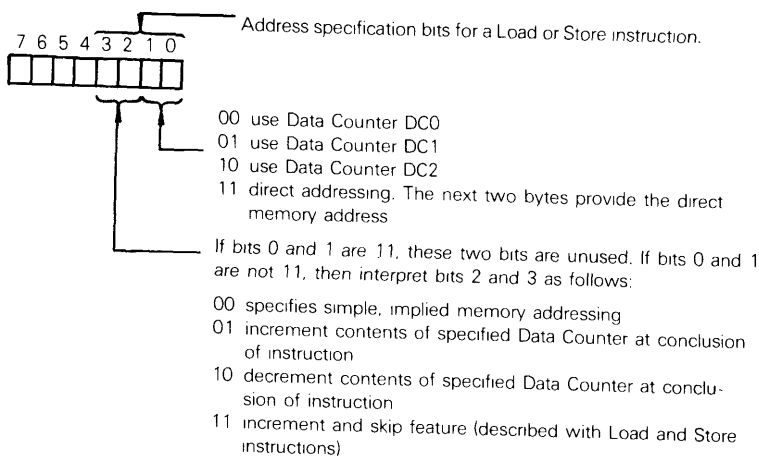 Address specification bits for a Load or Store instruction.
7 6 5 4 3 2 1 0
00 use Data Counter DC0
01 use Data Counter DC1
10 use Data Counter DC2
11 direct addressing. The next two bytes provide the direct
memory address
If bits 0 and 1 are 11, these two bits are unused. If bits 0 and 1
are not 11, then interpret bits 2 and 3 as follows:
00 specifies simple, implied memory addressing
01 increment contents of specified Data Counter at conclusion
of instruction
10 decrement contents of specified Data Counter at conclu-
sion of instruction
11 increment and skip feature (described with Load and Store
instructions)